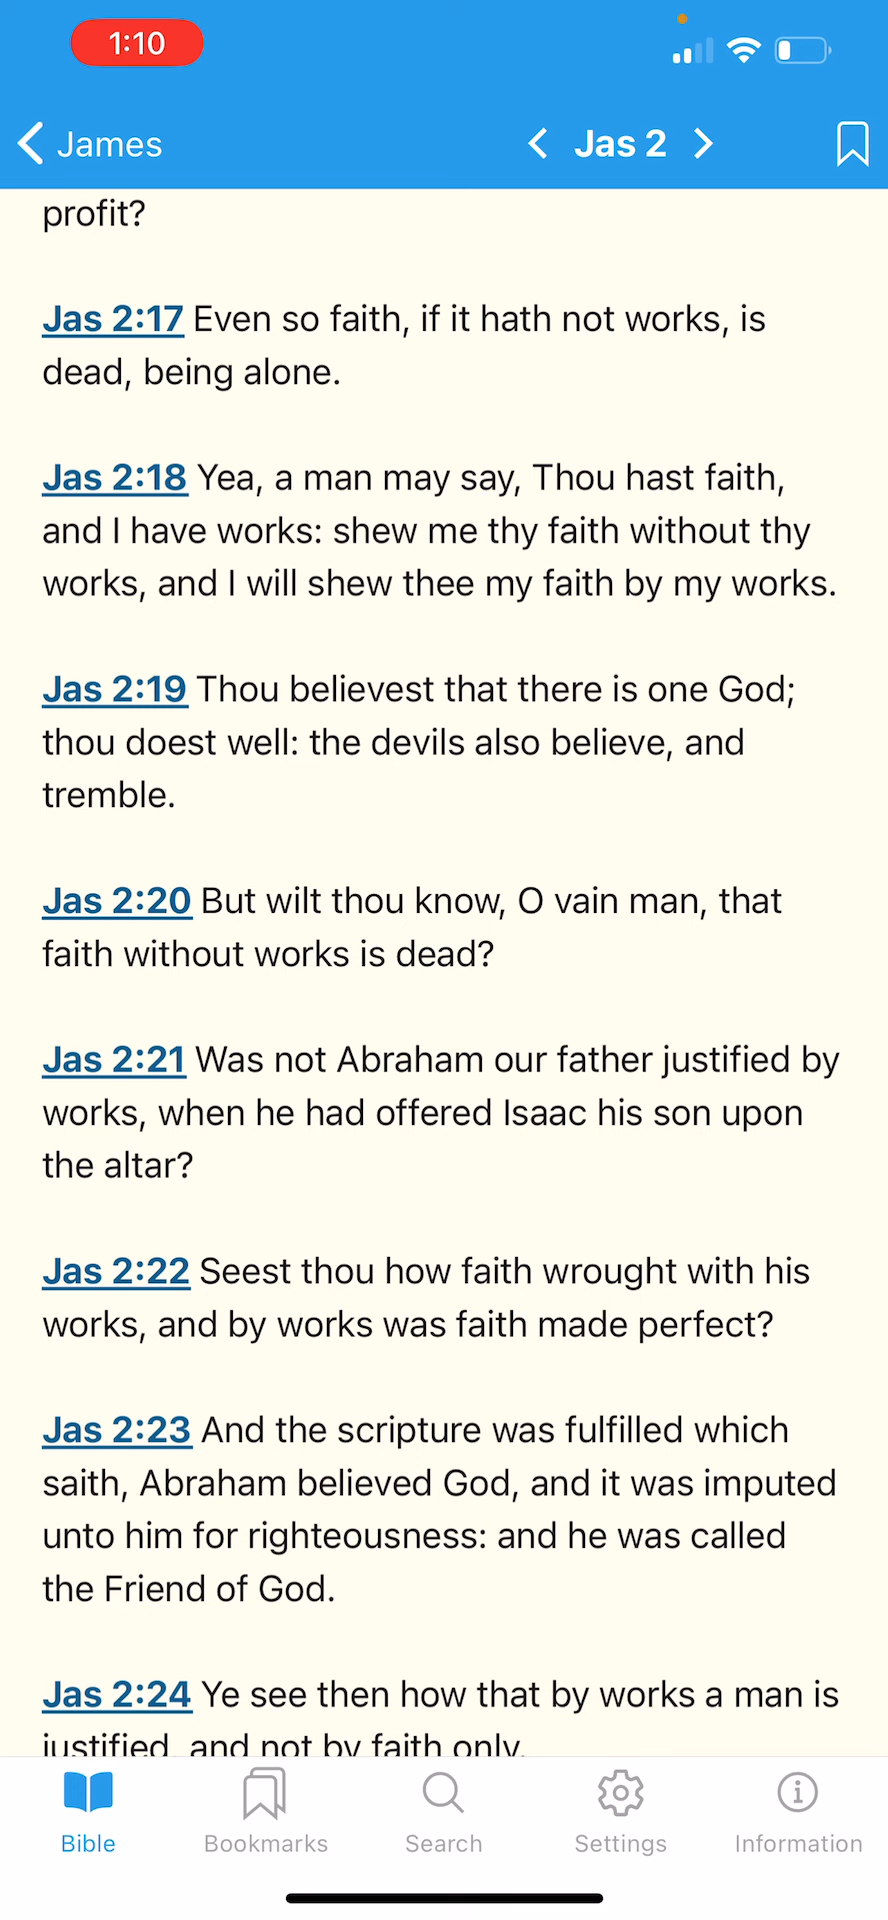 1:10
James
Jas 2
profit?
Jas 2:17 Even so faith, if it hath not works, is
dead, being alone.
Jas 2:18 Yea, a man may say, Thou hast faith,
and I have works: shew me thy faith without thy
works, and I will shew thee my faith by my works.
Jas 2:19 Thou believest that there is one God;
thou doest well: the devils also believe, and
tremble.
Jas 2:20 But wilt thou know, O vain man, that
faith without works is dead?
Jas 2:21 Was not Abraham our father justified by
works, when he had offered Isaac his son upon
the altar?
Jas 2:22 Seest thou how faith wrought with his
works, and by works was faith made perfect?
Jas 2:23 And the scripture was fulfilled which
saith, Abraham believed God, and it was imputed
unto him for righteousness: and he was called
the Friend of God.
Jas 2:24 Ye see then how that by works a man is
justified, and not by faith only.
Bible
Bookmarks
Search
Settings
Information